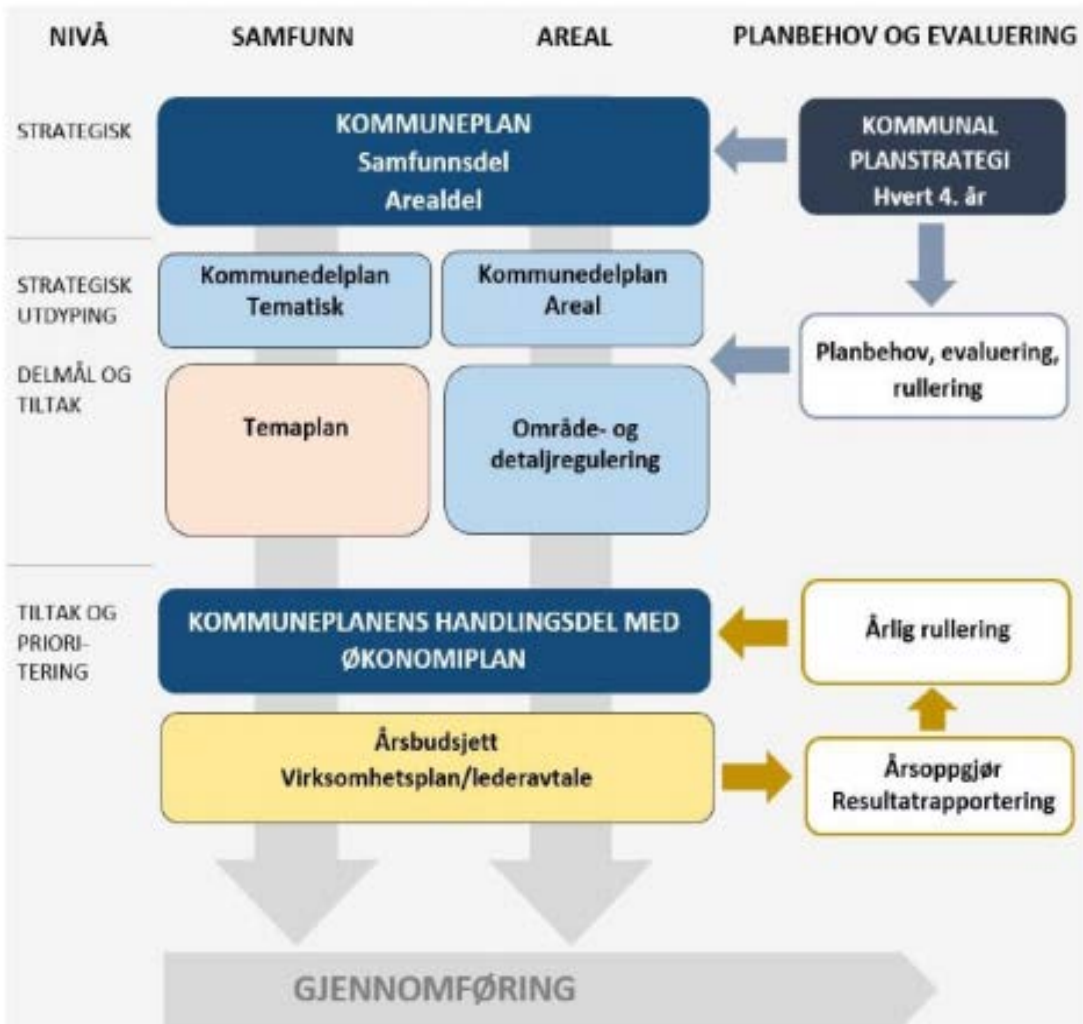 NIVÅ
SAMFUNN
AREAL
PLANBEHOV OG EVALUERING
STRATEGISK
KOMMUNEPLAN
Samfunnsdel
Arealdel
KOMMUNAL
PLANSTRATEGI
Hvert 4. år
STRATEGISK
UTDYPING
Kommunedelplan
Tematisk
Kommunedelplan
Areal
Planbehov, evaluering,
rullering
DELMÅL OG
TILTAK
Temaplan
Område- og
detaljregulering
TILTAK OG
PRIORI-
TERING
KOMMUNEPLANENS HANDLINGSDEL MED
ØKONOMIPLAN
Årlig rullering
Årsbudsjett
Virksomhetsplan/lederavtale
Årsoppgjør
Resultatrapportering
GJENNOMFØRING